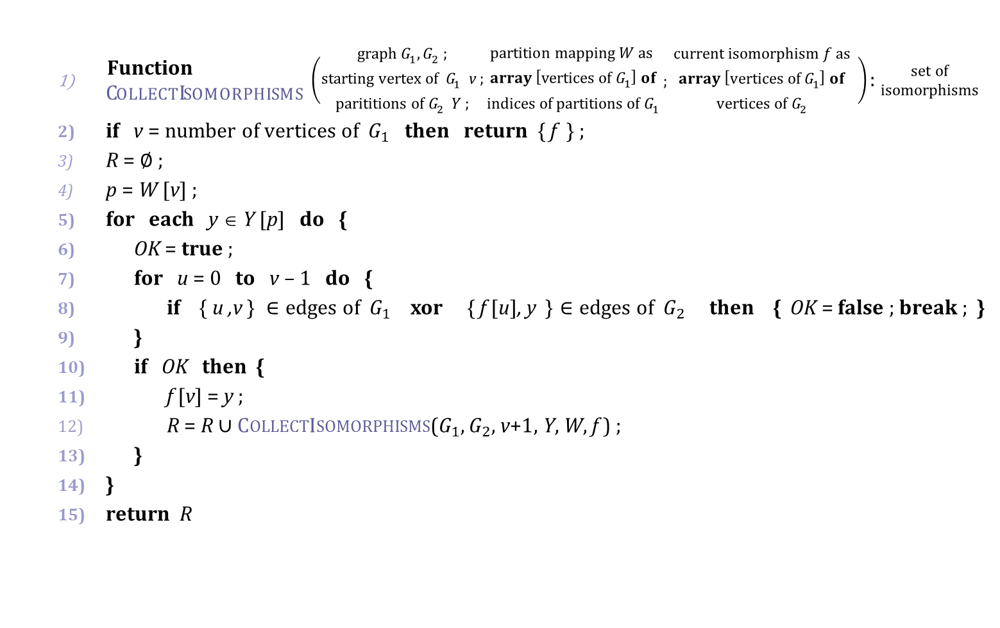 1) Function COLLECTISOMORPHISMS ( graph G1, G2 ; starting vertex of G1 v ; parititions of G2 Y ; partition mapping W as array [vertices of G1] of indices of partitions of G1 ; current isomorphism f as array [vertices of G1] of vertices of G2 ) : set of isomorphisms
2) if v = number of vertices of G1 then return {f } ;
3) R = ∅ ;
4) p = W [v] ;
5) for each y ∈ Y [p] do {
6) OK = true ;
7) for u = 0 to v – 1 do {
8) if { u ,v } ∈ edges of G1 xor {f [u], y } ∈ edges of G2 then { OK = false ; break ; }
9) }
10) if OK then {
11) f [v] = y ;
12) R = R ∪ COLLECTISOMORPHISMS(G1, G2, v+1, Y, W, f ) ;
13) }
14) }
15) return R